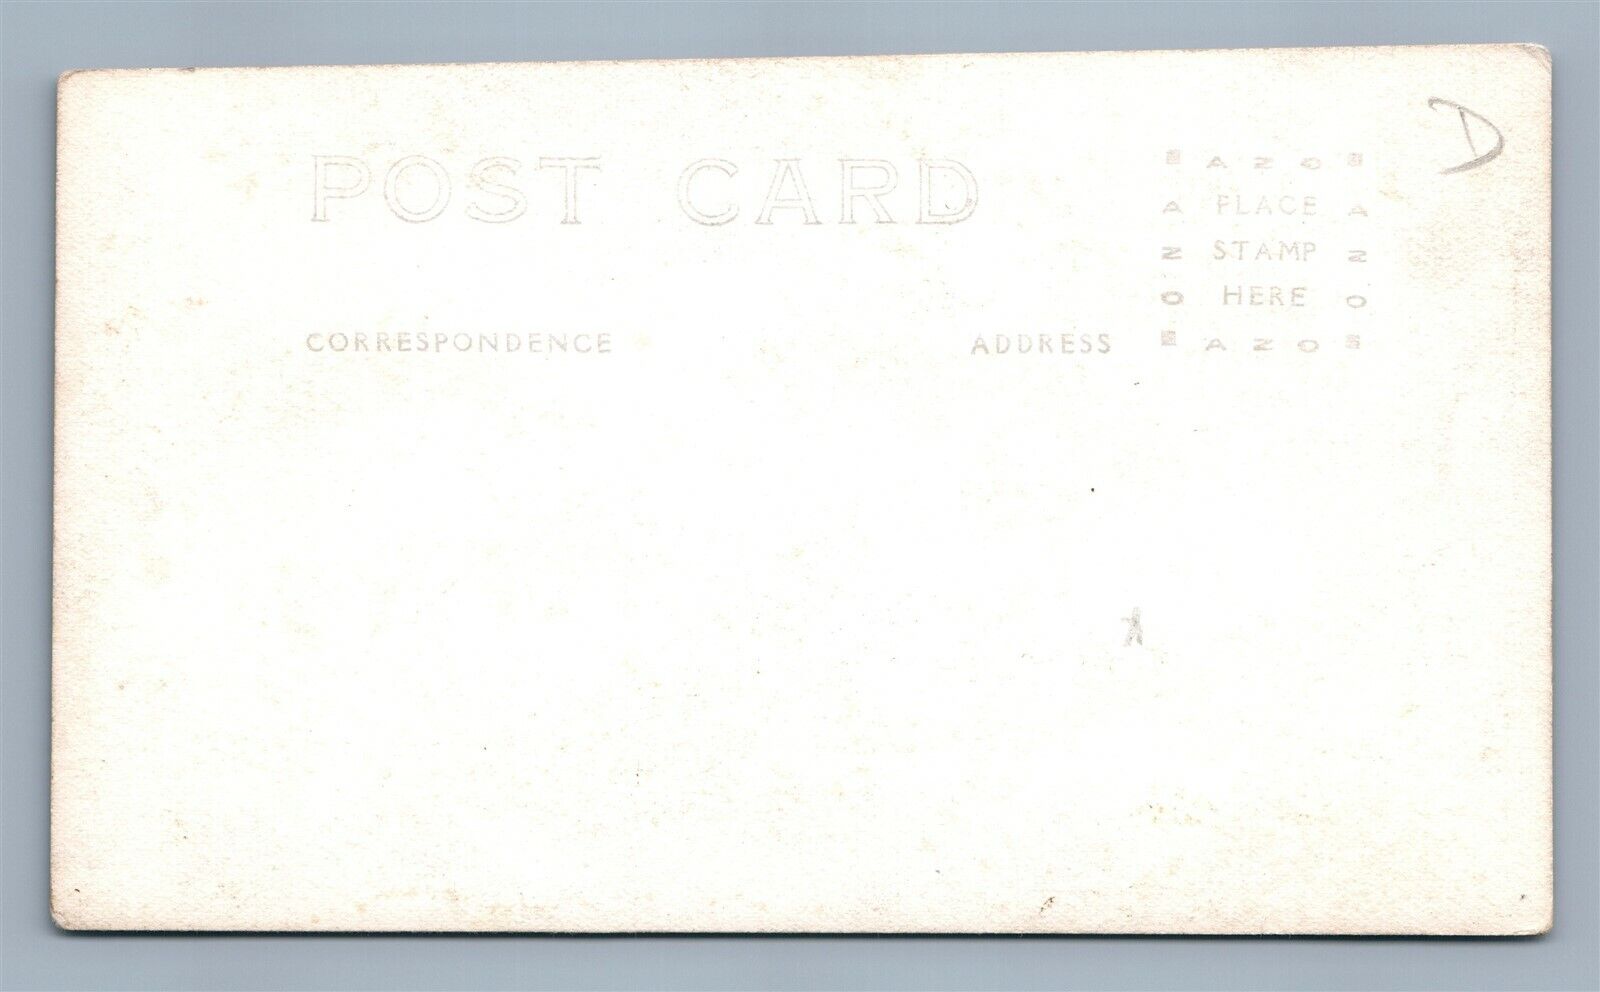 D
POST CARD
AZO
A PLACE A
Z STAMP Z
O HERE O
AZO
CORRESPONDENCE
ADDRESS